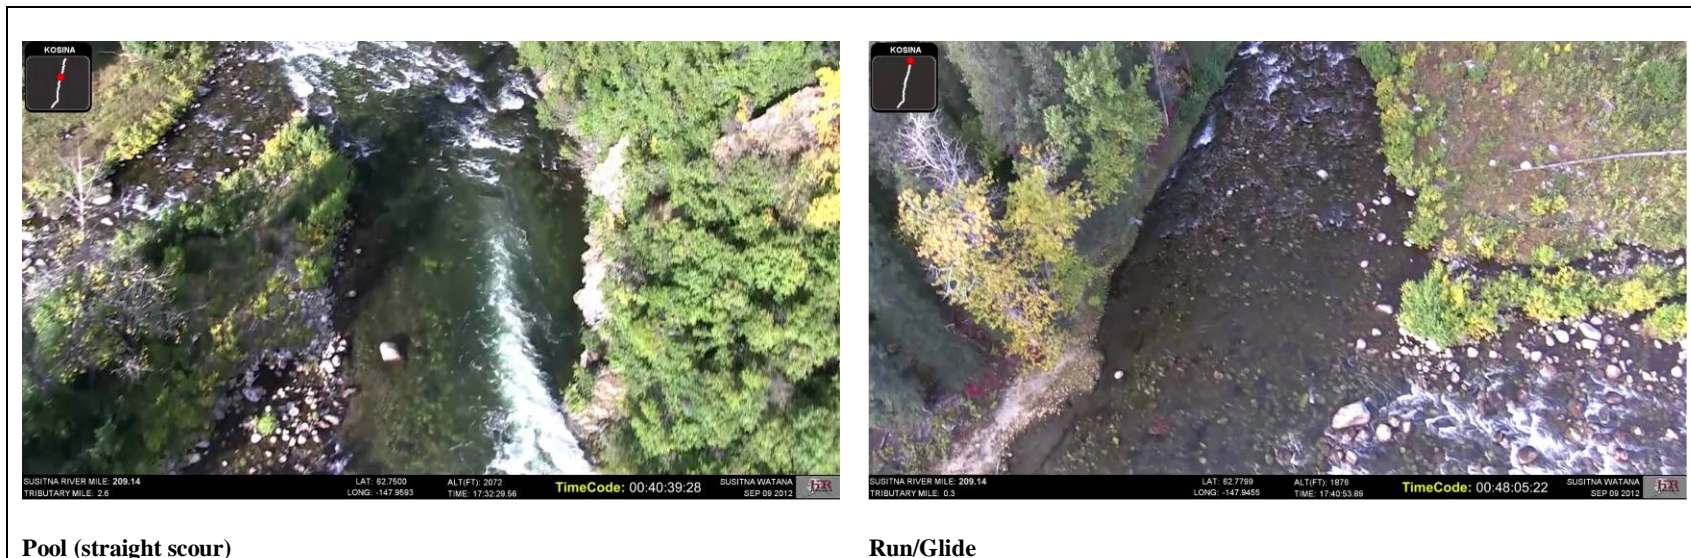 KOSINA
SUSITNA RIVER MILE: 209.14
TRIBUTARY MILE: 2.6
LAT: 62.7500
LONG: -147.9593
ALT(FT): 2072
TIME: 17:32:29.56
TimeCode: 00:40:39:28
SUSITNA WATANA
SEP 09 2012
Pool (straight scour)
KOSINA
SUSITNA RIVER MILE: 209.14
TRIBUTARY MILE: 0.3
LAT: 62.7799
LONG: -147.9455
ALT(FT): 1876
TIME: 17:40:53.89
TimeCode: 00:48:05:22
SUSITNA WATANA
SEP 09 2012
Run/Glide